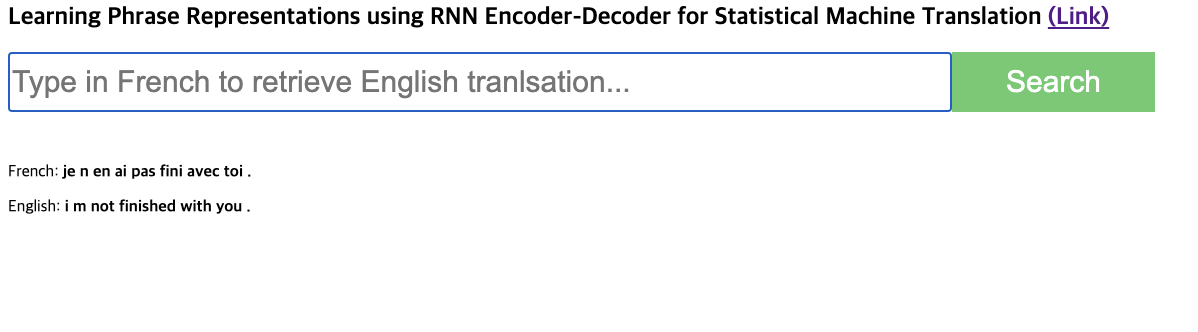 Learning Phrase Representations using RNN Encoder-Decoder for Statistical Machine Translation (Link)
Type in French to retrieve English tranlsation...
Search
French: je n en ai pas fini avec toi .
English: i m not finished with you .